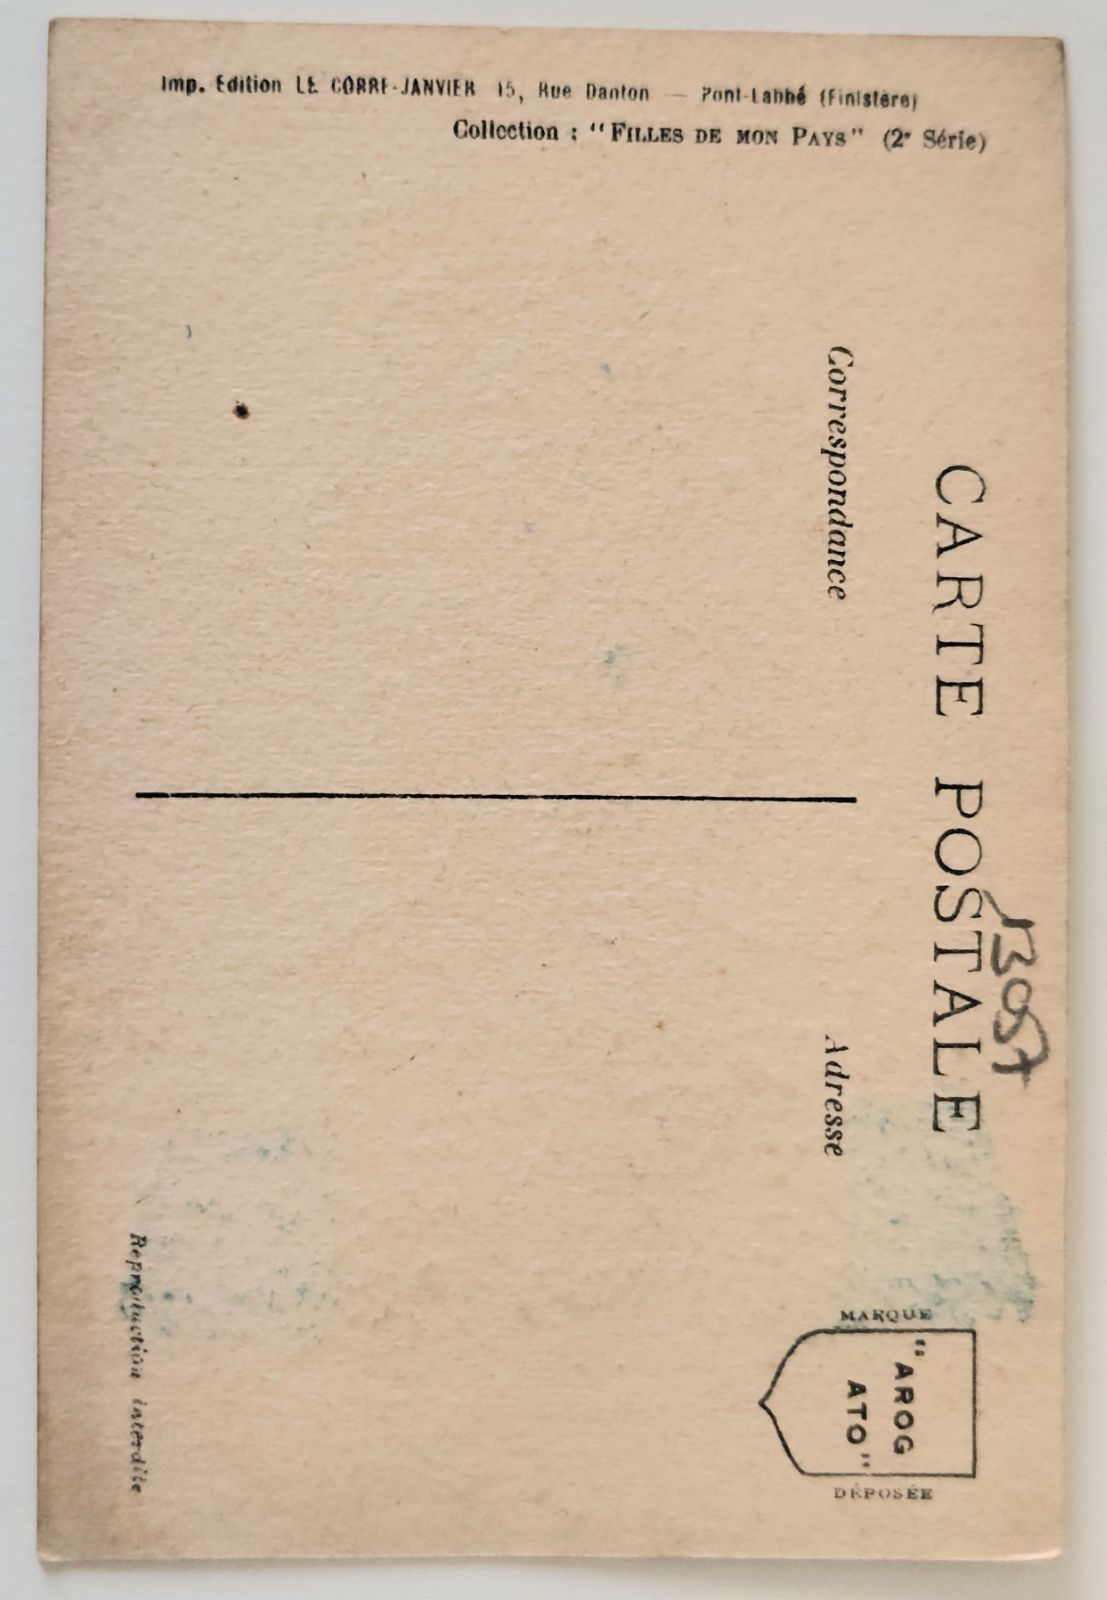 Imp. Edition LE CORRE-JANVIER 15, Rue Danton — Pont-Labbé (Finistère)
Collection : "FILLES DE MON PAYS" (2e Série)
CARTE POSTALE
Correspondance
Adresse
MARQUE
"AROG
ATO"
DÉPOSÉE
Reproduction interdite